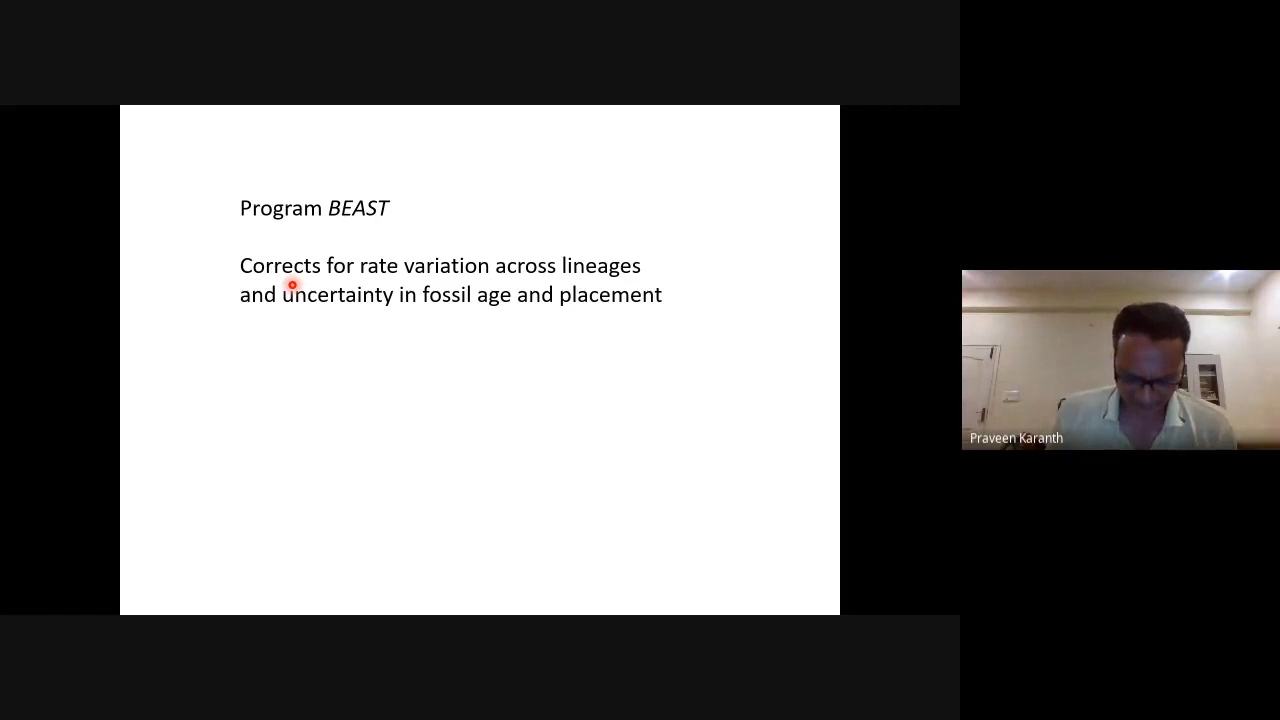 Program BEAST
Corrects for rate variation across lineages
and uncertainty in fossil age and placement
Praveen Karanth